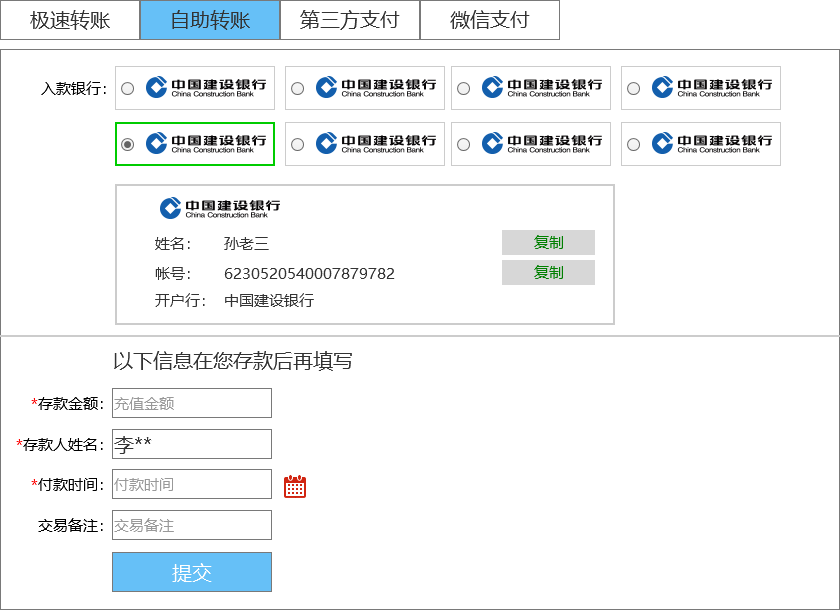 极速转账 自助转账 第三方支付 微信支付
入款银行: 中国建设银行 中国建设银行 中国建设银行 中国建设银行
China Construction Bank China Construction Bank China Construction Bank China Construction Bank
中国建设银行 中国建设银行 中国建设银行 中国建设银行
China Construction Bank China Construction Bank China Construction Bank China Construction Bank
中国建设银行
China Construction Bank
姓名: 孙老三 复制
帐号: 6230520540007879782 复制
开户行: 中国建设银行
以下信息在您存款后再填写
*存款金额: 充值金额
*存款人姓名: 李**
*付款时间: 付款时间
交易备注: 交易备注
提交